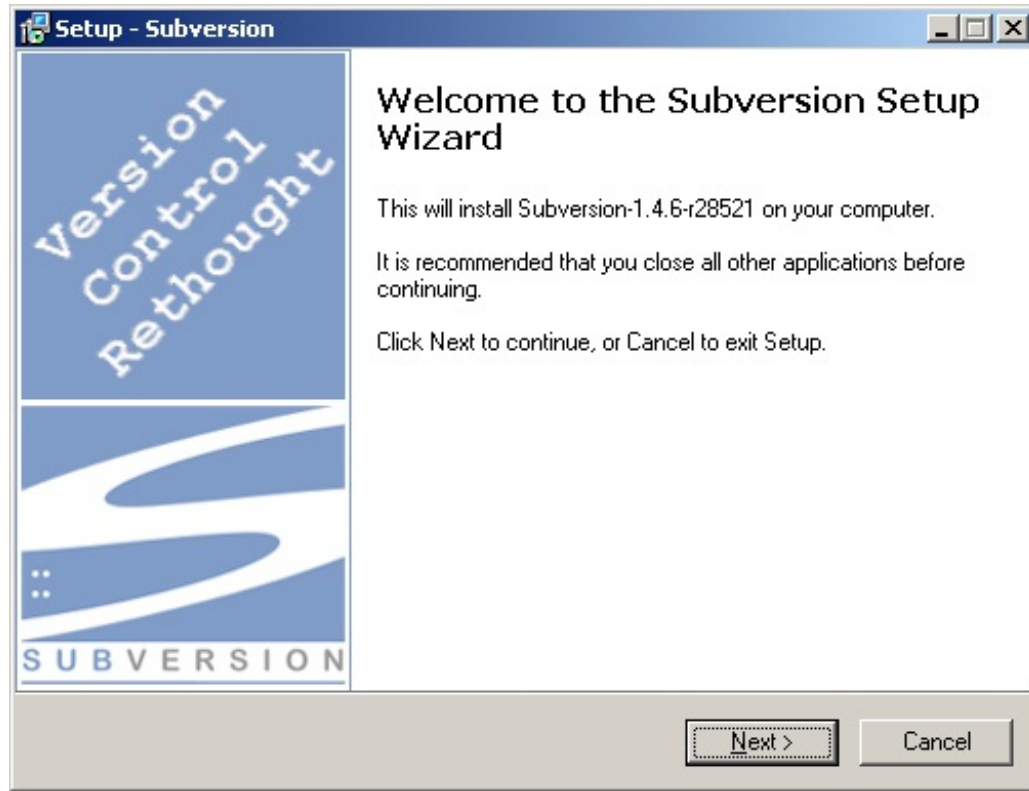 Setup - Subversion
Version
Control
Rethought
SUBVERSION
Welcome to the Subversion Setup
Wizard
This will install Subversion-1.4.6-r28521 on your computer.
It is recommended that you close all other applications before
continuing.
Click Next to continue, or Cancel to exit Setup.
Next >
Cancel